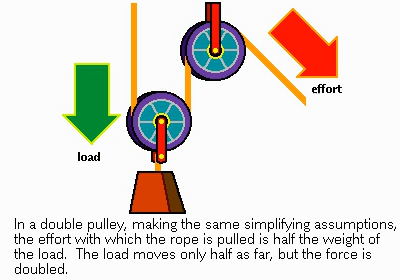 effort
load
In a double pulley, making the same simplifying assumptions,
the effort with which the rope is pulled is half the weight of
the load.  The load moves only half as far, but the force is
doubled.